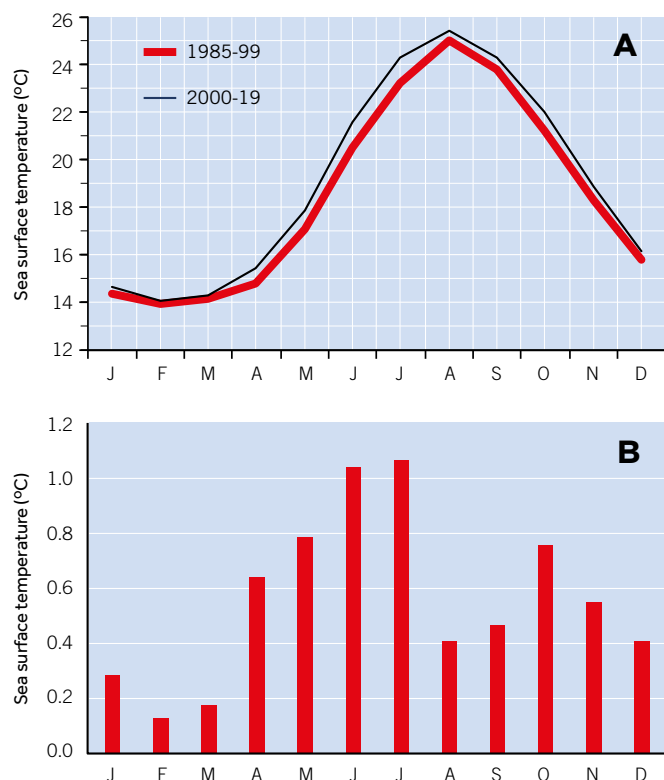 Sea surface temperature (ºC)
26
24
22
20
18
16
14
12
1985-99
2000-19
A
J F M A M J J A S O N D
Sea surface temperature (ºC)
1.2
1.0
0.8
0.6
0.4
0.2
0.0
B
J F M A M J J A S O N D